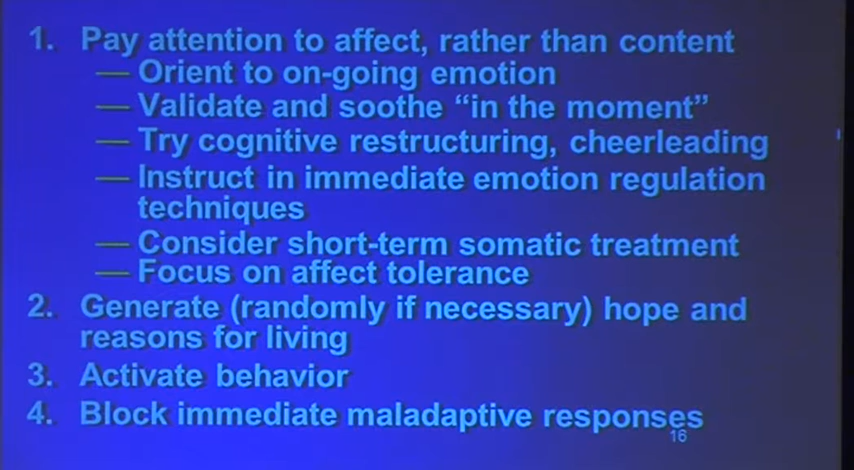 1. Pay attention to affect, rather than content
— Orient to on-going emotion
— Validate and soothe “in the moment”
— Try cognitive restructuring, cheerleading
— Instruct in immediate emotion regulation
techniques
— Consider short-term somatic treatment
— Focus on affect tolerance
2. Generate (randomly if necessary) hope and
reasons for living
3. Activate behavior
4. Block immediate maladaptive responses
16